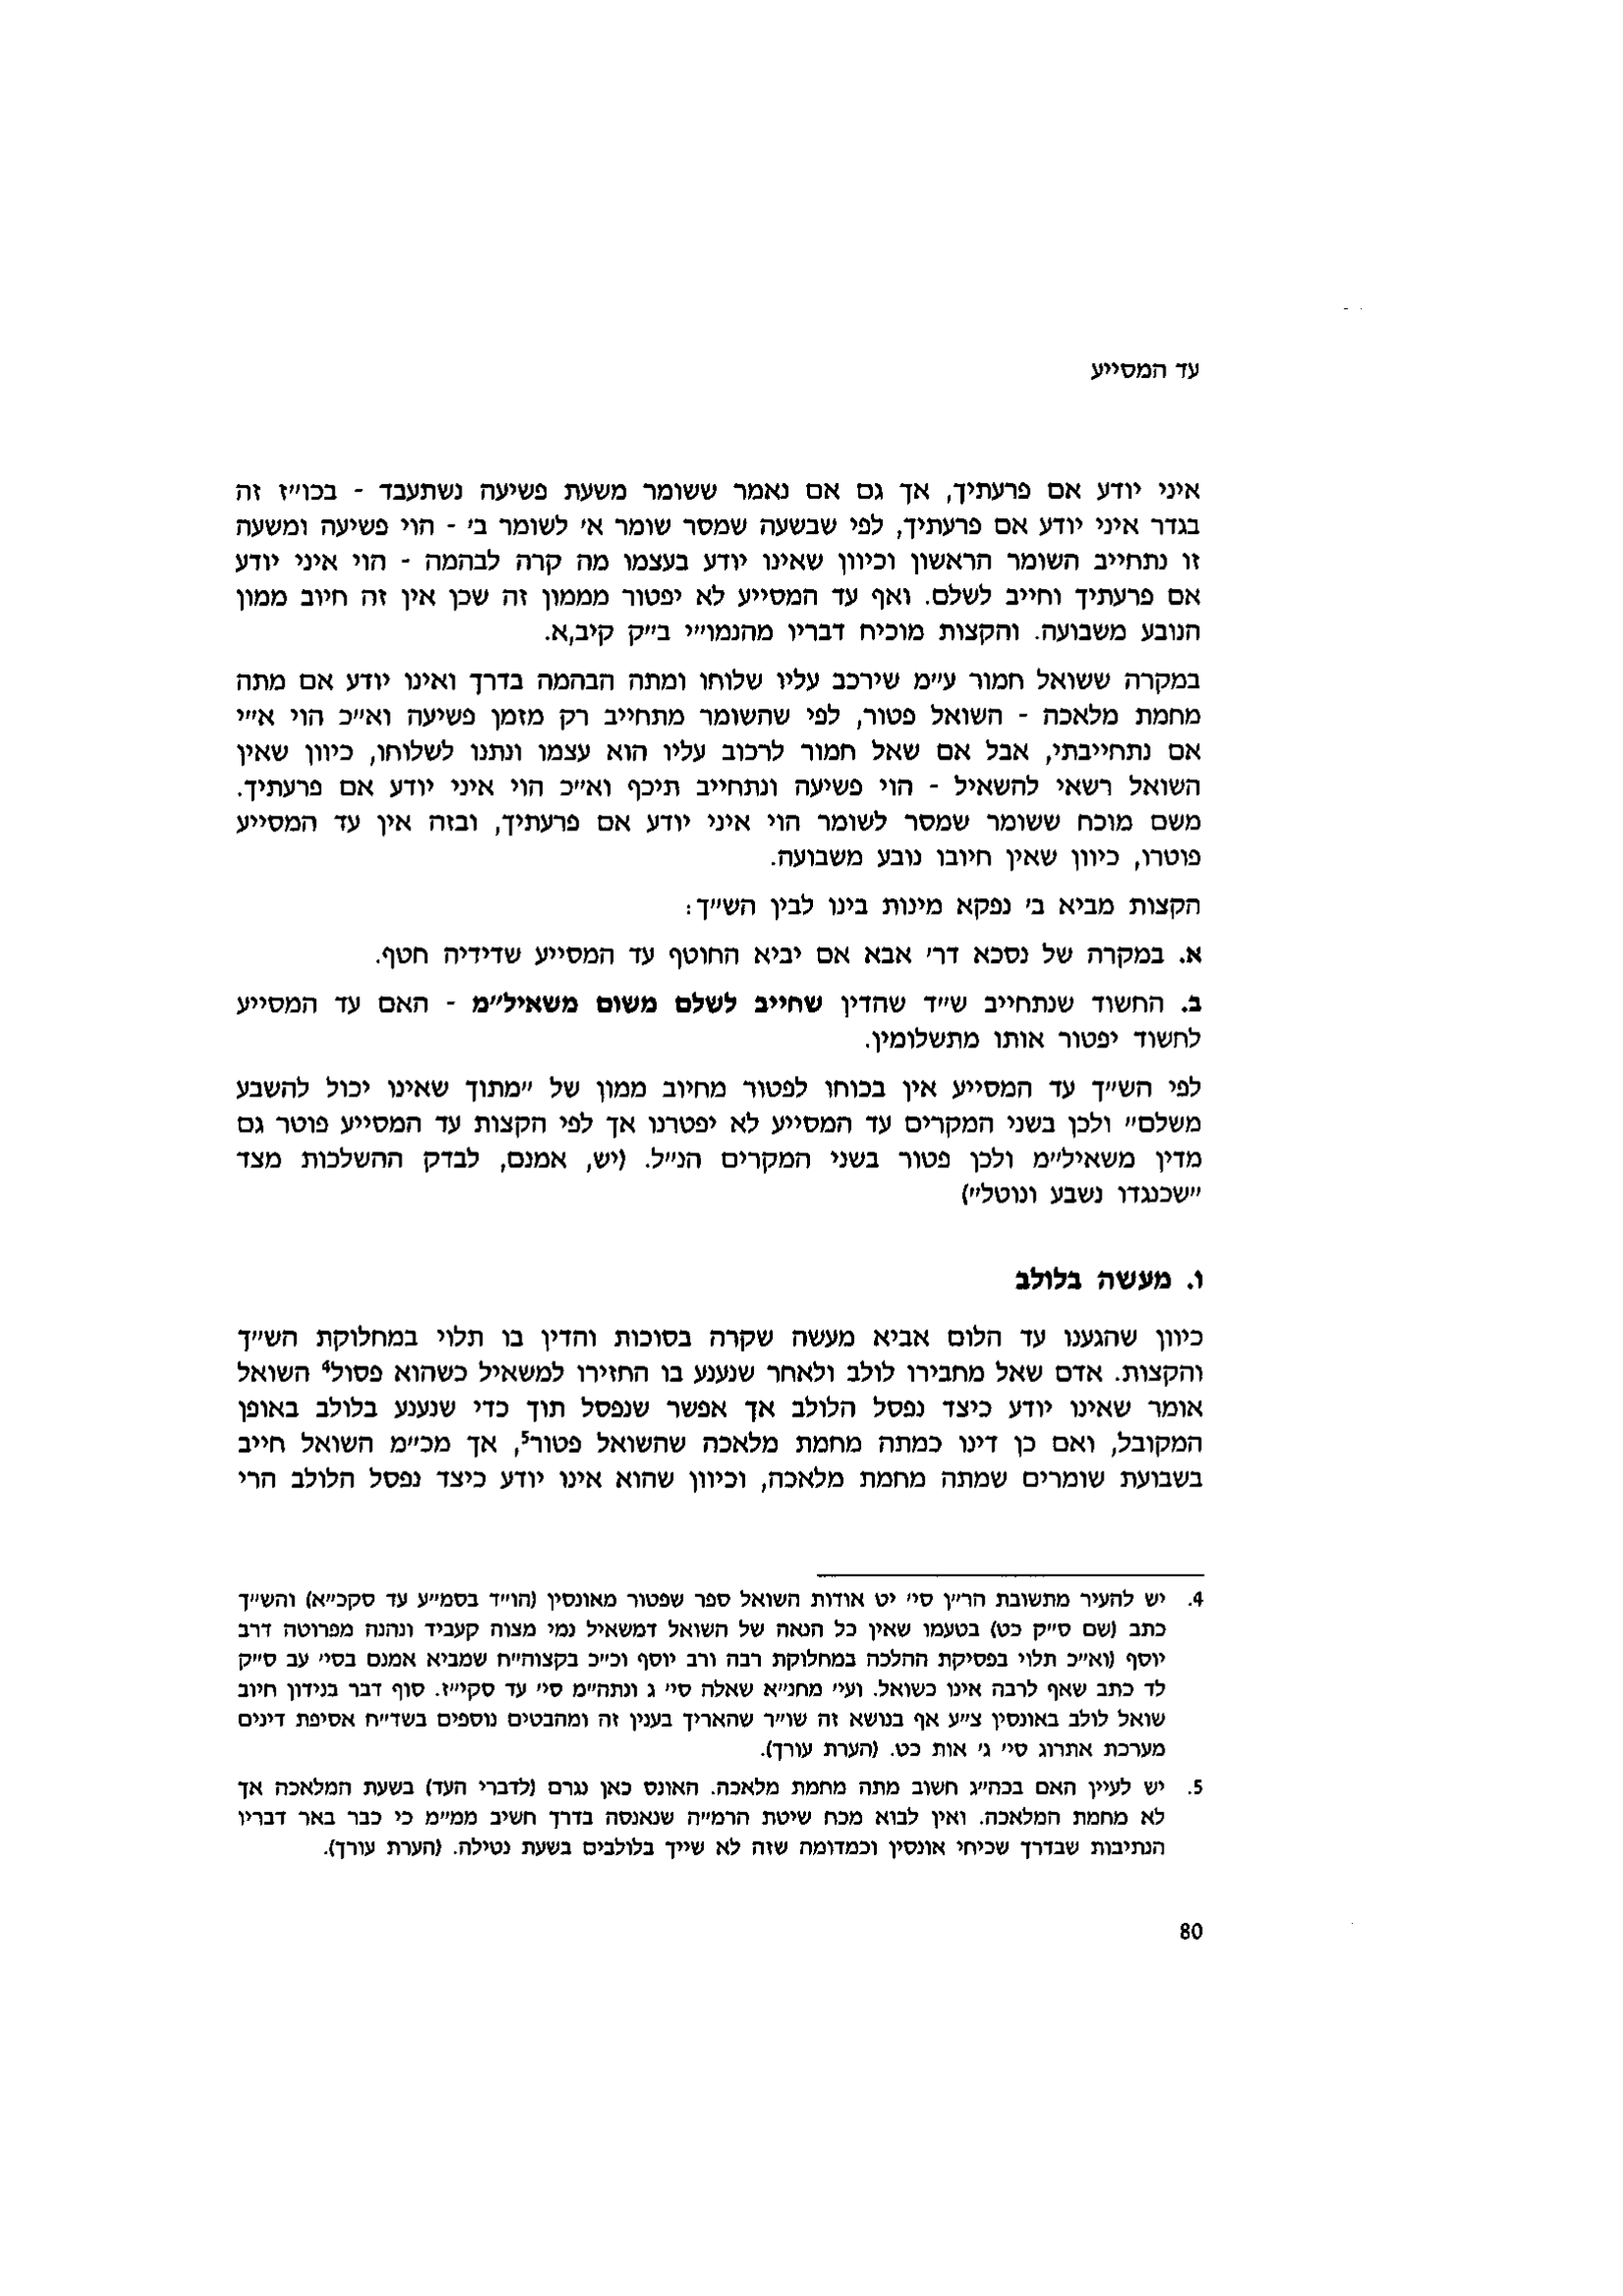 עד המסייע
איני יודע אם פרעתיך, אך גם אם נאמר ששומר משעת פשיעה נשתעבד - בכו״ז זה
בגדר איני יודע אם פרעתיך, לפי שבשעה שמסר שומר א׳ לשומר ב׳ - הוי פשיעה ומשעה
זו נתחייב השומר הראשון וכיוון שאינו יודע בעצמו מה קרה לבהמה - הוי איני יודע
אם פרעתיך וחייב לשלם. ואף עד המסייע לא יפטור מממון זה שכן אין זה חיוב ממון
הנובע משבועה. והקצות מוכיח דבריו מהנמו״י ב״ק קיב,א.
במקרה ששואל חמור ע״מ שירכב עליו שלוחו ומתה הבהמה בדרך ואינו יודע אם מתה
מחמת מלאכה - השואל פטור, לפי שהשומר מתחייב רק מזמן פשיעה וא״כ הוי א״י
אם נתחייבתי, אבל אם שאל חמור לרכוב עליו הוא עצמו ונתנו לשלוחו, כיוון שאין
השואל רשאי להשאיל - הוי פשיעה ונתחייב תיכף וא״כ הוי איני יודע אם פרעתיך.
משם מוכח ששומר שמסר לשומר הוי איני יודע אם פרעתיך, ובזה אין עד המסייע
פוטרו, כיוון שאין חיובו נובע משבועה.
הקצות מביא ב׳ נפקא מינות בינו לבין הש״ך:
א. במקרה של נסכא דר׳ אבא אם יביא החוטף עד המסייע שדידיה חטף.
ב. החשוד שנתחייב ש״ד שהדין שחייב לשלם משום משאיל״מ - האם עד המסייע
לחשוד יפטור אותו מתשלומין.
לפי הש״ך עד המסייע אין בכוחו לפטור מחיוב ממון של ״מתוך שאינו יכול להשבע
משלם״ ולכן בשני המקרים עד המסייע לא יפטרנו אך לפי הקצות עד המסייע פוטר גם
מדין משאיל״מ ולכן פטור בשני המקרים הנ״ל. (יש, אמנם, לבדק ההשלכות מצד
״שכנגדו נשבע ונוטל״)
ו. מעשה בלולב
כיוון שהגענו עד הלום אביא מעשה שקרה בסוכות והדין בו תלוי במחלוקת הש״ך
והקצות. אדם שאל מחבירו לולב ולאחר שנענע בו החזירו למשאיל כשהוא פסול⁴ השואל
אומר שאינו יודע כיצד נפסל הלולב אך אפשר שנפסל תוך כדי שנענע בלולב באופן
המקובל, ואם כן דינו כמתה מחמת מלאכה שהשואל פטור⁵, אך מכ״מ השואל חייב
בשבועת שומרים שמתה מחמת מלאכה, וכיוון שהוא אינו יודע כיצד נפסל הלולב הרי
4. יש להעיר מתשובת הר״ן סי׳ יט אודות השואל ספר שפטור מאונסין (הו״ד בסמ״ע עד סקכ״א) והש״ך
כתב (שם ס״ק כט) בטעמו שאין כל הנאה של השואל דמשאיל נמי מצוה קעביד ונהנה מפרוטה דרב
יוסף (וא״כ תלוי בפסיקת ההלכה במחלוקת רבה ורב יוסף וכ״כ בקצוה״ח שמביא אמנם בסי׳ עב ס״ק
לד כתב שאף לרבה אינו כשואל. ועי׳ מחנ״א שאלה סי׳ ג ונתה״מ סי׳ עד סקי״ז. סוף דבר בנידון חיוב
שואל לולב באונסין צ״ע אף בנושא זה שו״ר שהאריך בענין זה ומהבטים נוספים בשד״ח אסיפת דינים
מערכת אתרוג סי׳ ג׳ אות כט. (הערת עורך).
5. יש לעיין האם בכה״ג חשוב מתה מחמת מלאכה. האונס כאן נגרם (לדברי העד) בשעת המלאכה אך
לא מחמת המלאכה. ואין לבוא מכח שיטת הרמ״ה שנאנסה בדרך חשיב ממ״מ כי כבר באר דבריו
הנתיבות שבדרך שכיחי אונסין וכמדומה שזה לא שייך בלולבים בשעת נטילה. (הערת עורך).
80